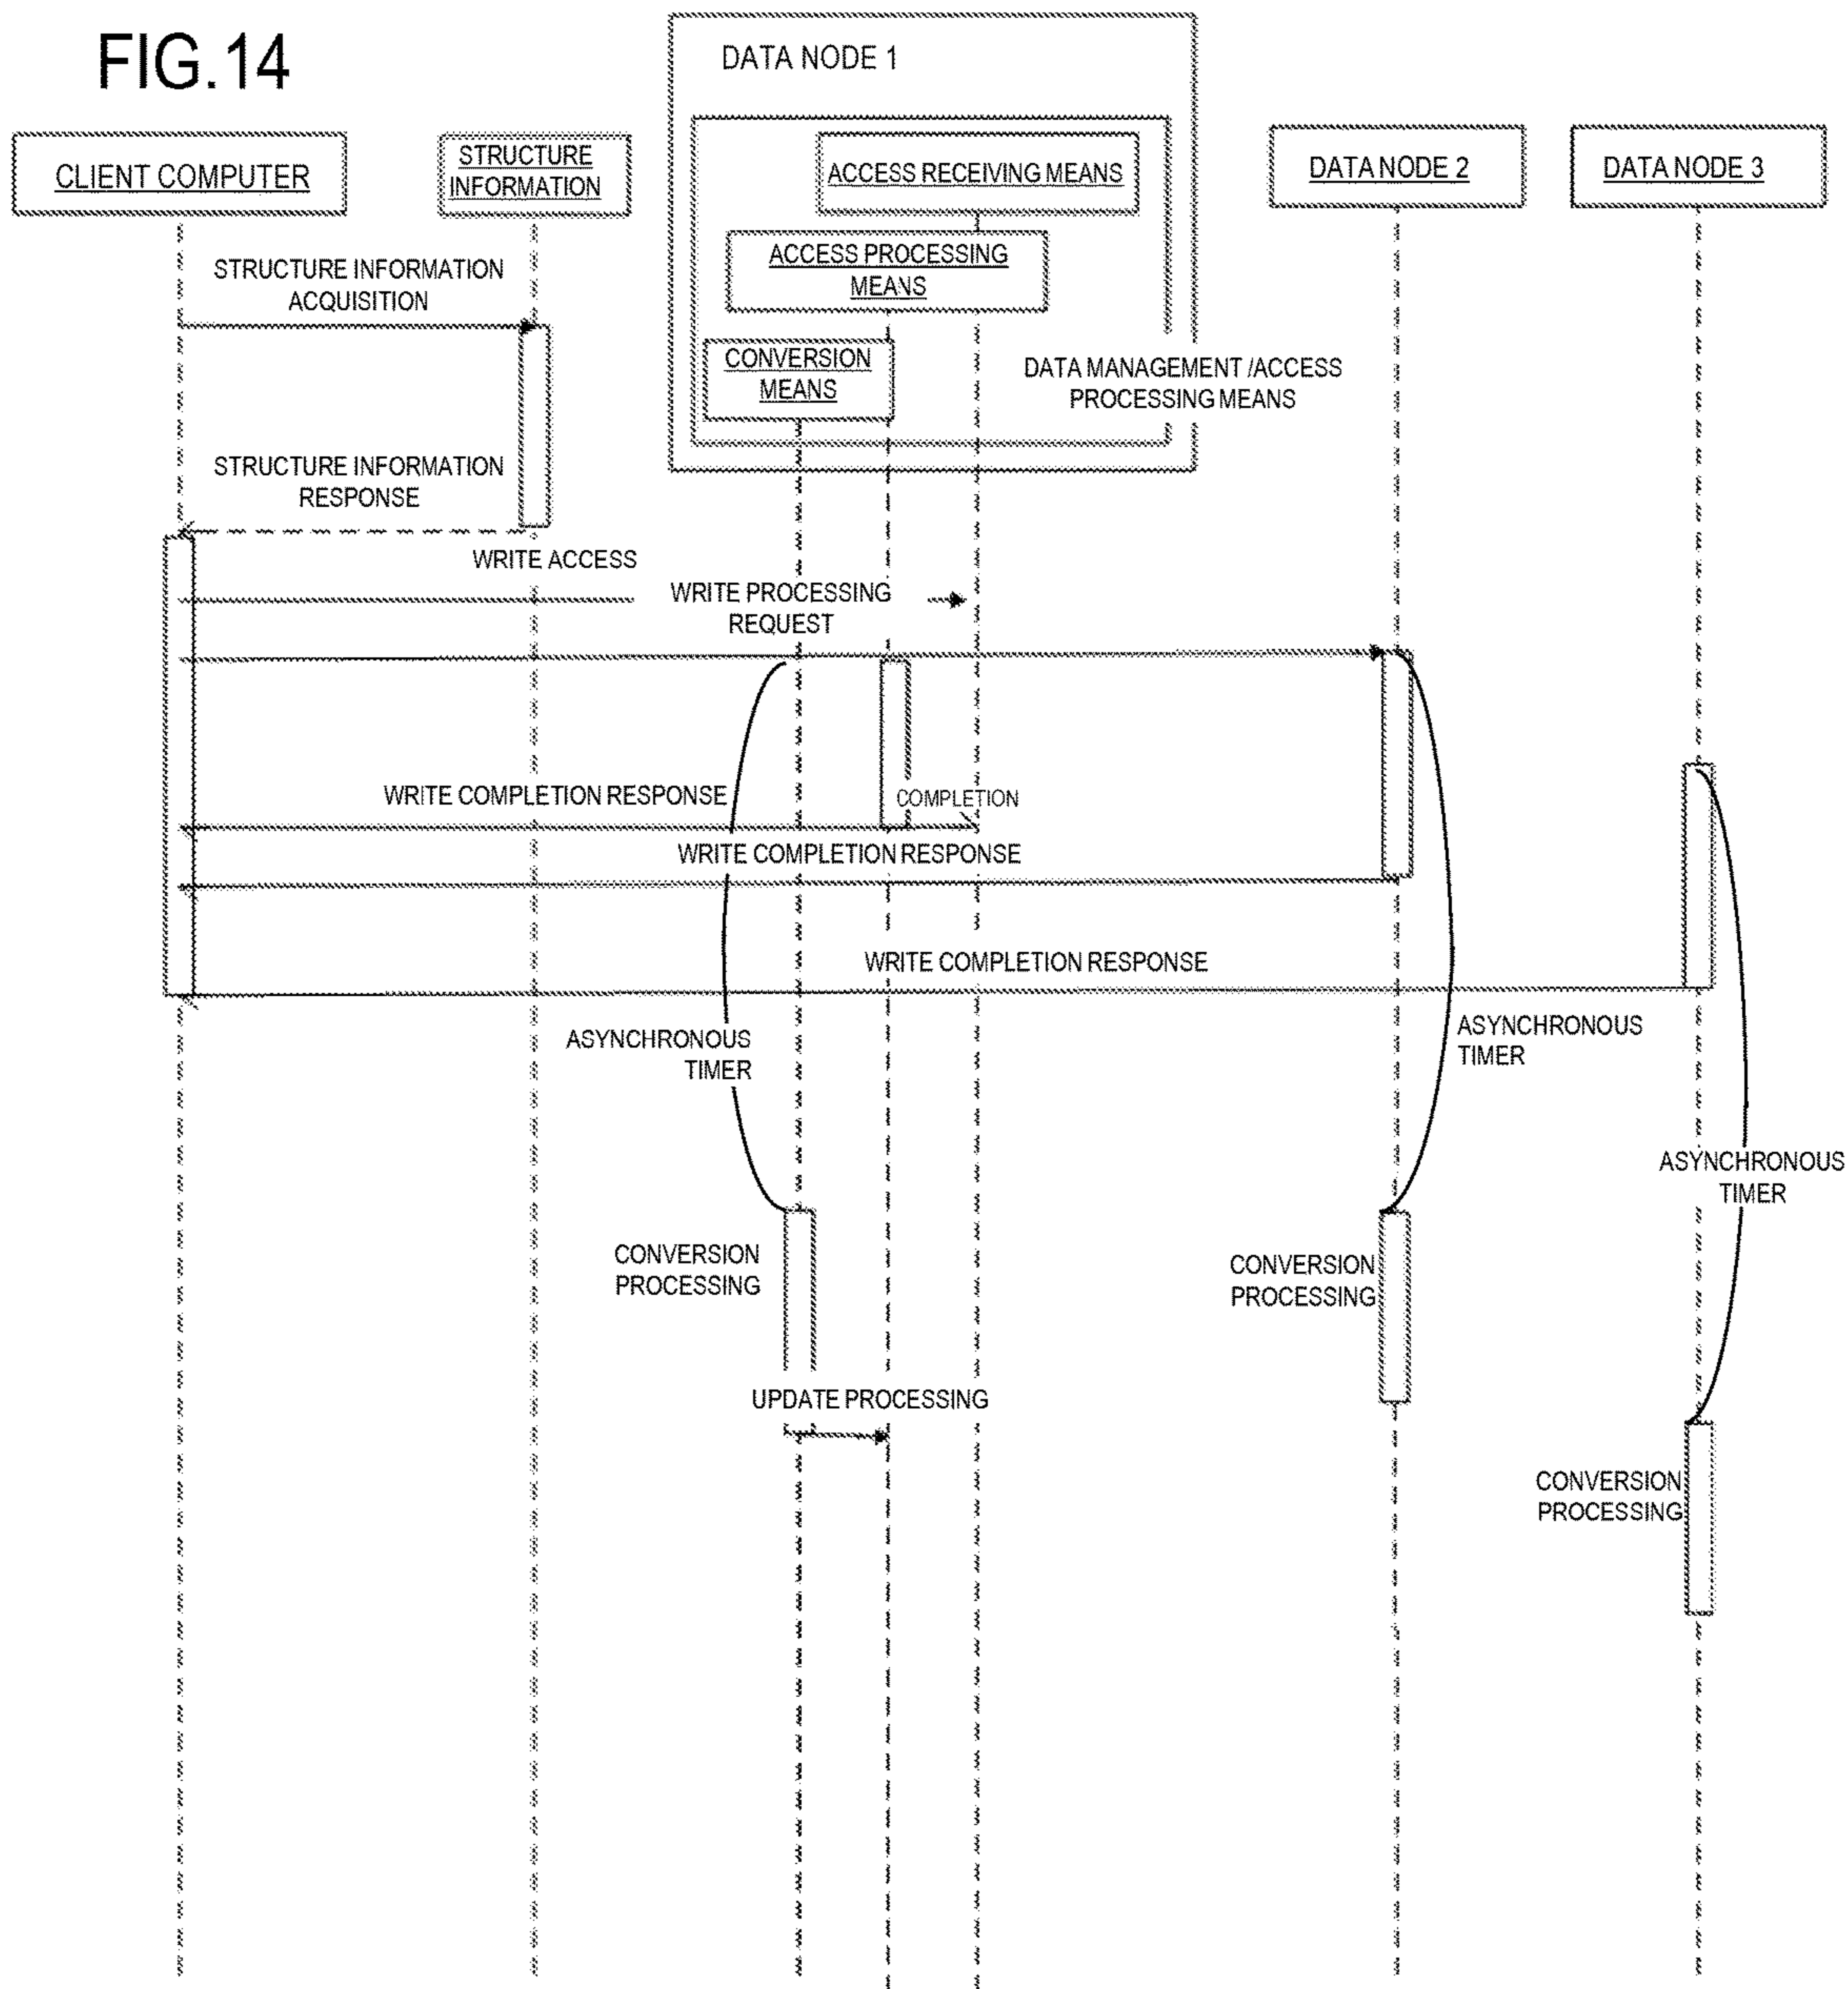 FIG.14
DATA NODE 1
CLIENT COMPUTER
STRUCTURE
INFORMATION
ACCESS RECEIVING MEANS
DATA NODE 2
DATA NODE 3
ACCESS PROCESSING
MEANS
STRUCTURE INFORMATION
ACQUISITION
CONVERSION
MEANS
DATA MANAGEMENT /ACCESS
PROCESSING MEANS
STRUCTURE INFORMATION
RESPONSE
WRITE ACCESS
WRITE PROCESSING
REQUEST
WRITE COMPLETION RESPONSE
COMPLETION
WRITE COMPLETION RESPONSE
WRITE COMPLETION RESPONSE
ASYNCHRONOUS
TIMER
ASYNCHRONOUS
TIMER
ASYNCHRONOUS
TIMER
CONVERSION
PROCESSING
CONVERSION
PROCESSING
UPDATE PROCESSING
CONVERSION
PROCESSING